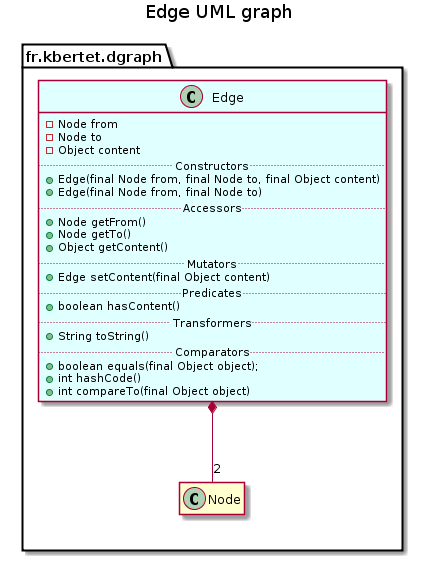 Edge UML graph
fr.kbertet.dgraph
C Edge
Node from
Node to
Object content
Constructors
Edge(final Node from, final Node to, final Object content)
Edge(final Node from, final Node to)
Accessors
Node getFrom()
Node getTo()
Object getContent()
Mutators
Edge setContent(final Object content)
Predicates
boolean hasContent()
Transformers
String toString()
Comparators
boolean equals(final Object object);
int hashCode()
int compareTo(final Object object)
2
C Node